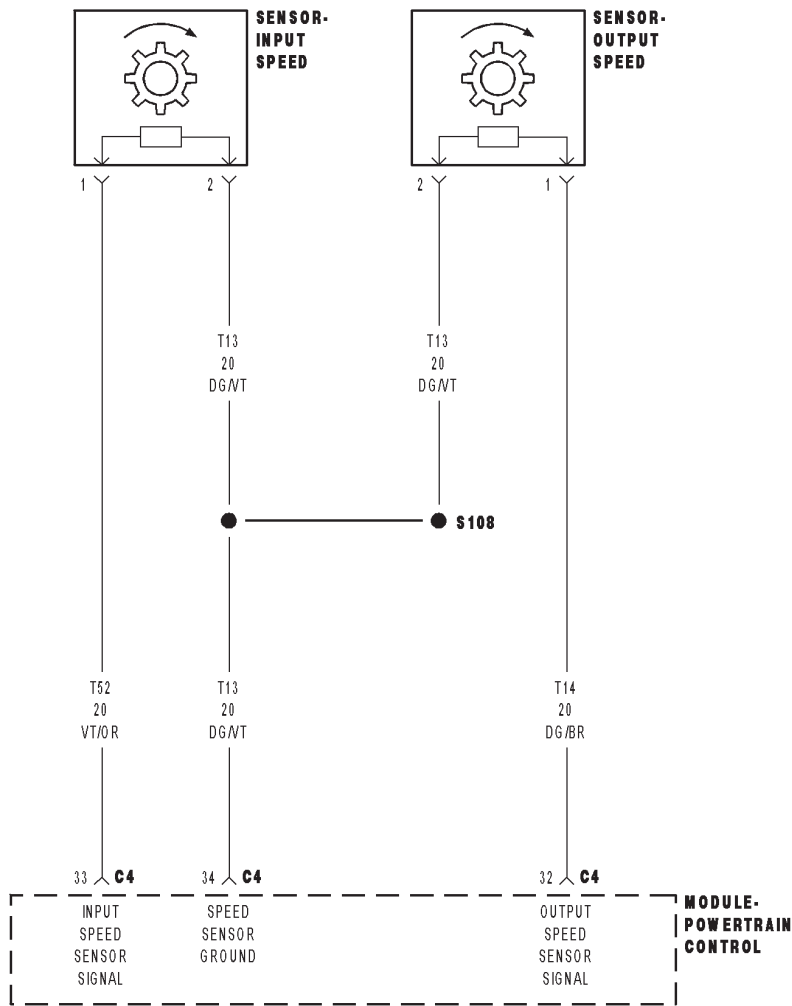 SENSOR-
INPUT
SPEED
SENSOR-
OUTPUT
SPEED
1
2
2
1
T13
20
DG/VT
T13
20
DG/VT
S108
T52
20
VT/OR
T13
20
DG/VT
T14
20
DG/BR
33 C4
34 C4
32 C4
INPUT
SPEED
SENSOR
SIGNAL
SPEED
SENSOR
GROUND
OUTPUT
SPEED
SENSOR
SIGNAL
MODULE-
POWERTRAIN
CONTROL